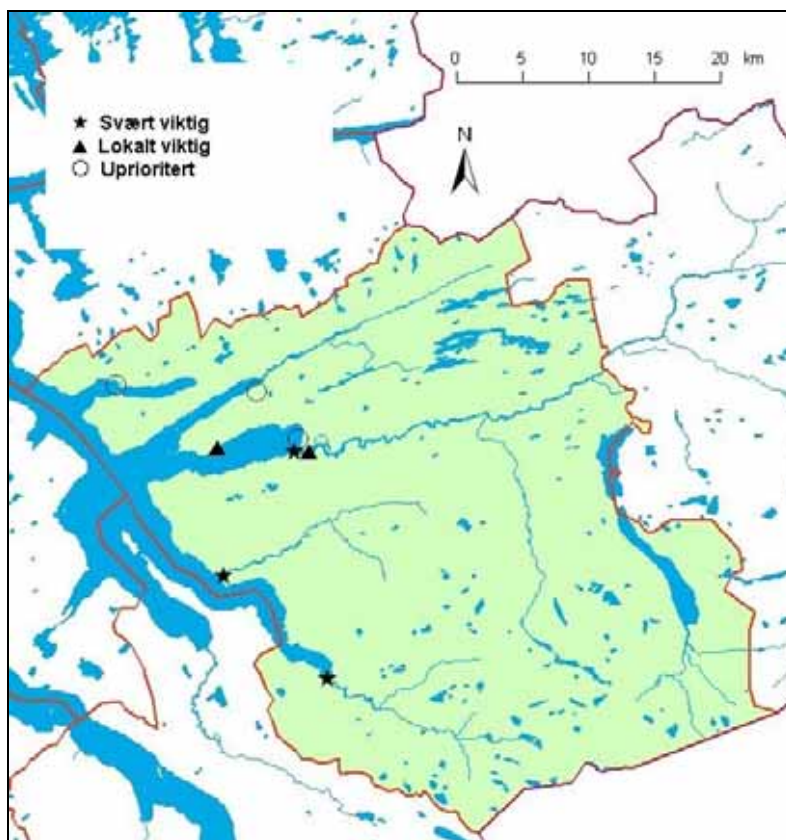 0 5 10 15 20 km
★ Svært viktig
▲ Lokalt viktig
○ Uprioritert
N